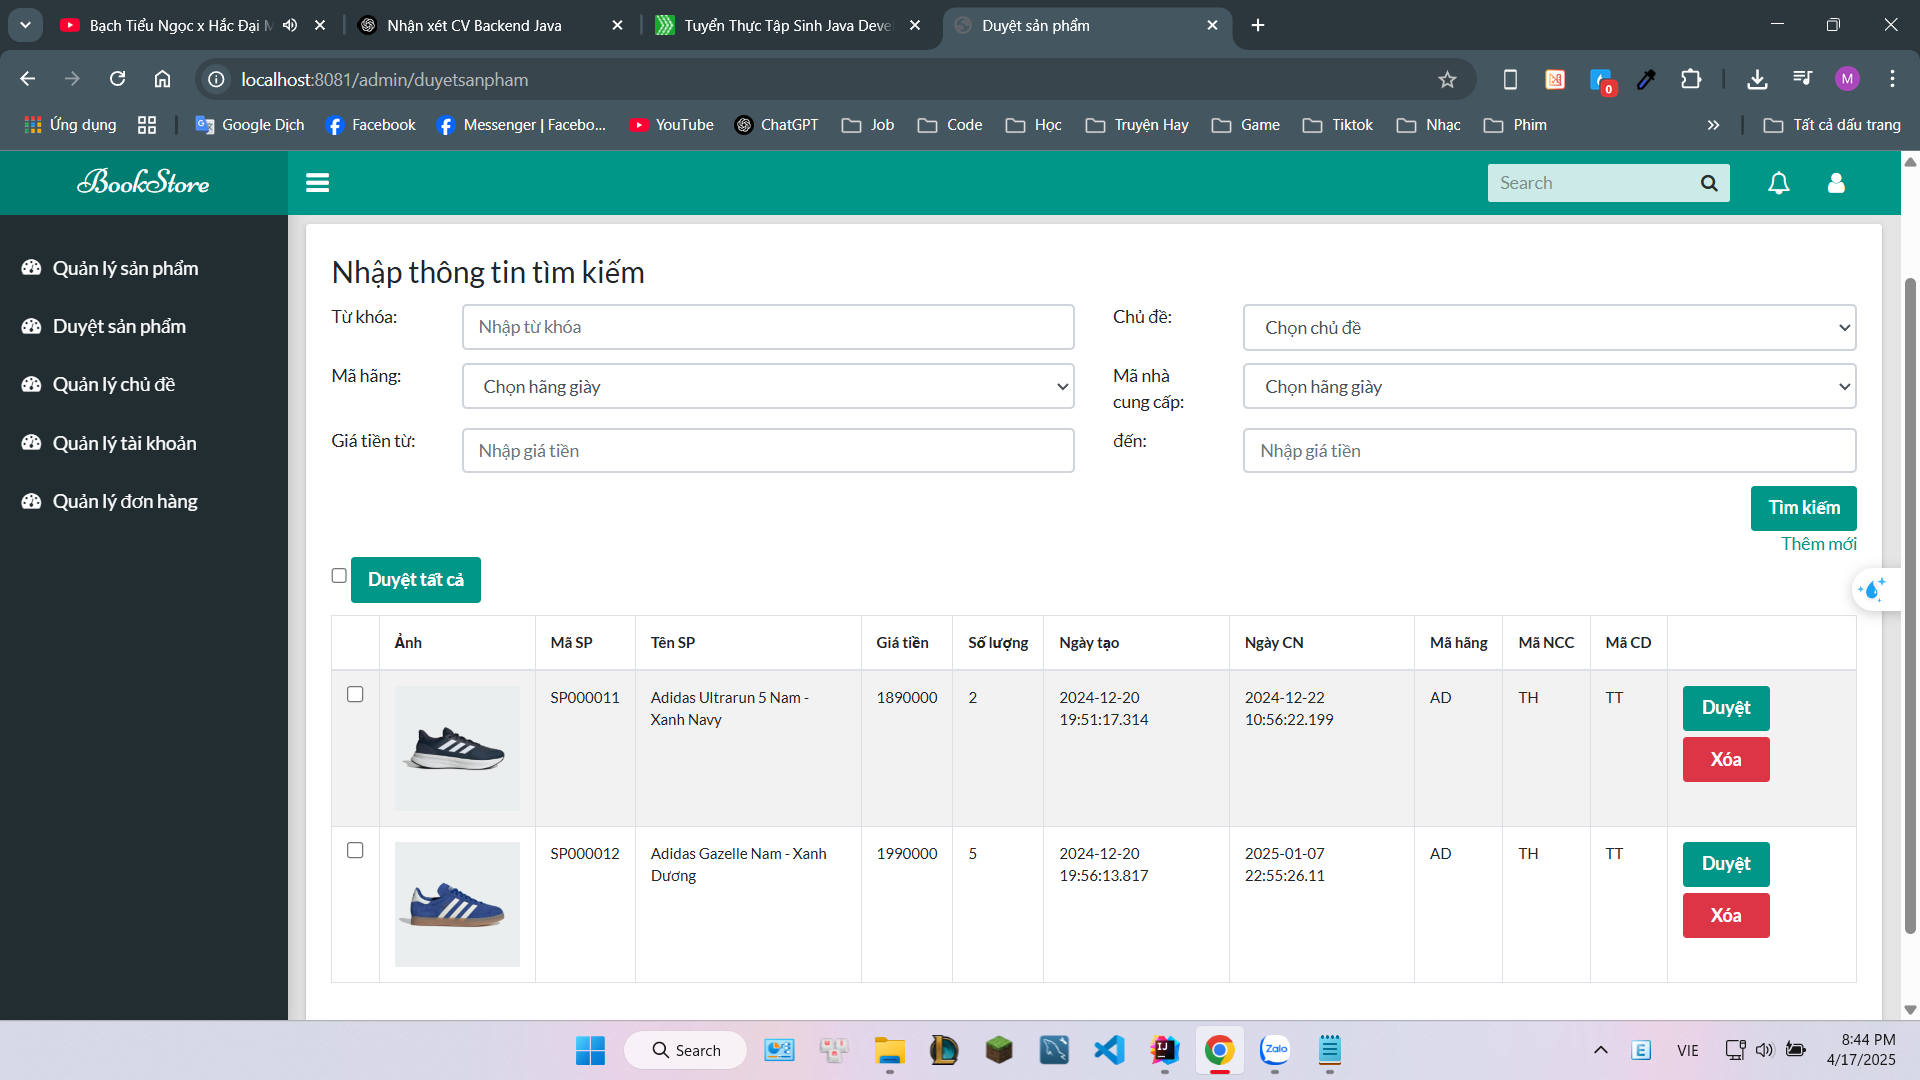 Bạch Tiểu Ngọc x Hắc Đại M
Nhận xét CV Backend Java
Tuyển Thực Tập Sinh Java Deve
Duyệt sản phẩm
localhost:8081/admin/duyetsanpham
0
M
Ứng dụng
Google Dịch
Facebook
Messenger | Facebo...
YouTube
ChatGPT
Job
Code
Học
Truyện Hay
Game
Tiktok
Nhạc
Phim
Tất cả dấu trang
BookStore
Search
Quản lý sản phẩm
Duyệt sản phẩm
Quản lý chủ đề
Quản lý tài khoản
Quản lý đơn hàng
Nhập thông tin tìm kiếm
Từ khóa:
Nhập từ khóa
Chủ đề:
Chọn chủ đề
Mã hãng:
Chọn hãng giày
Mã nhà
cung cấp:
Chọn hãng giày
Giá tiền từ:
Nhập giá tiền
đến:
Nhập giá tiền
Tìm kiếm
Thêm mới
Duyệt tất cả
Ảnh Mã SP Tên SP Giá tiền Số lượng Ngày tạo Ngày CN Mã hãng Mã NCC Mã CD
SP000011 Adidas Ultrarun 5 Nam - 1890000 2 2024-12-20 2024-12-22 AD TH TT Duyệt
Xanh Navy 19:51:17.314 10:56:22.199
Xóa
SP000012 Adidas Gazelle Nam - Xanh 1990000 5 2024-12-20 2025-01-07 AD TH TT Duyệt
Dương 19:56:13.817 22:55:26.11
Xóa
Search
IJ
Zalo
E
VIE
8:44 PM
4/17/2025